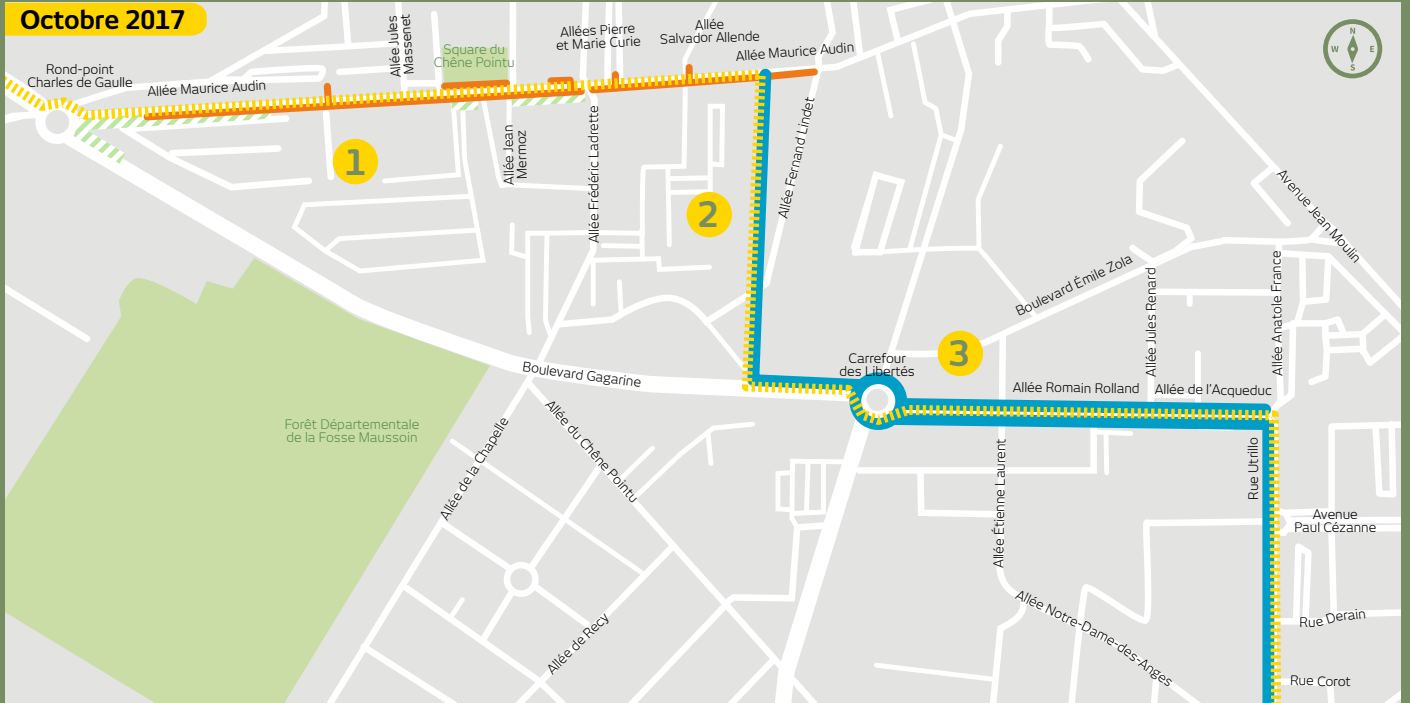 Octobre 2017
Rond-point
Charles de Gaulle
Allée Maurice Audin
Allée Jules
Massenet
Square du
Chêne Pointu
Allées Pierre
et Marie Curie
Allée
Salvador Allende
Allée Maurice Audin
N
W
E
S
1
Allée Jean
Mermoz
Allée Frédéric Ladrette
2
Allée Fernand Lindet
Avenue Jean Moulin
Boulevard Émile Zola
Allée Jules Renard
Allée Anatole France
3
Carrefour
des Libertés
Boulevard Gagarine
Allée Romain Rolland
Allée de l'Acqueduc
Forêt Départementale
de la Fosse Maussoin
Allée de la Chapelle
Allée du Chêne Pointu
Allée Étienne Laurent
Rue Utrillo
Avenue
Paul Cézanne
Allée de Recy
Allée Notre-Dame-des-Anges
Rue Derain
Rue Corot